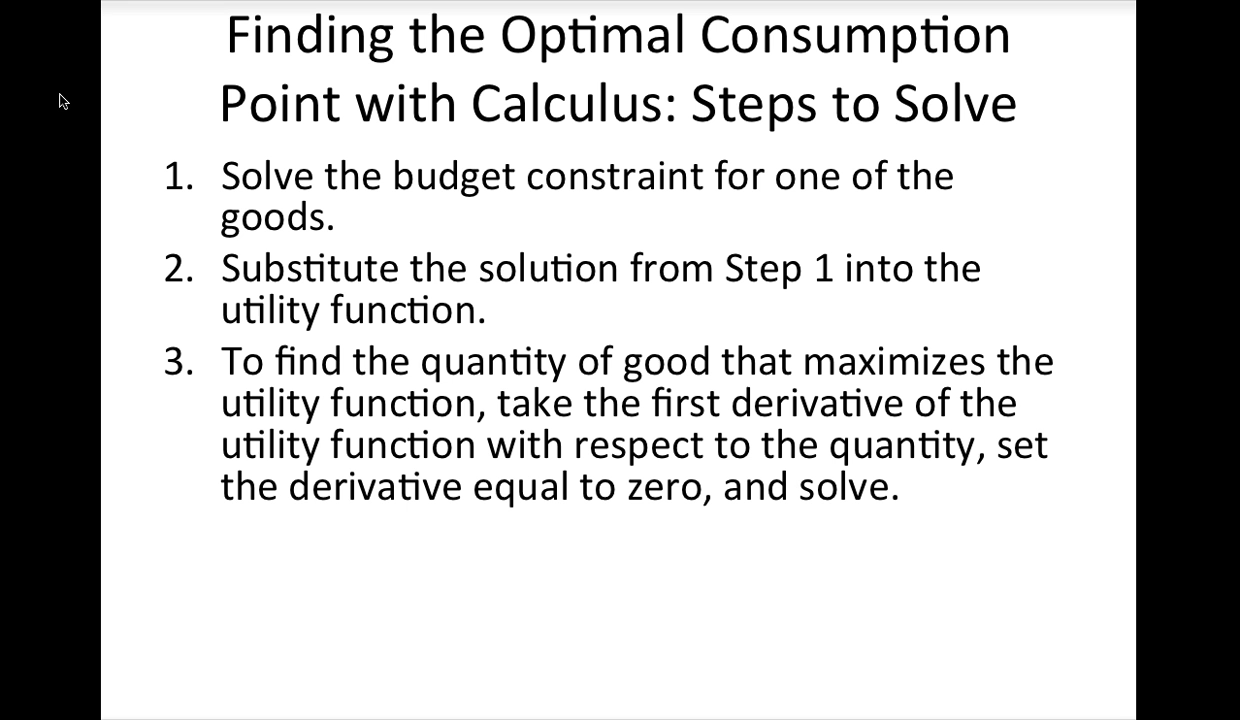 Finding the Optimal Consumption
Point with Calculus: Steps to Solve
1. Solve the budget constraint for one of the
goods.
2. Substitute the solution from Step 1 into the
utility function.
3. To find the quantity of good that maximizes the
utility function, take the first derivative of the
utility function with respect to the quantity, set
the derivative equal to zero, and solve.